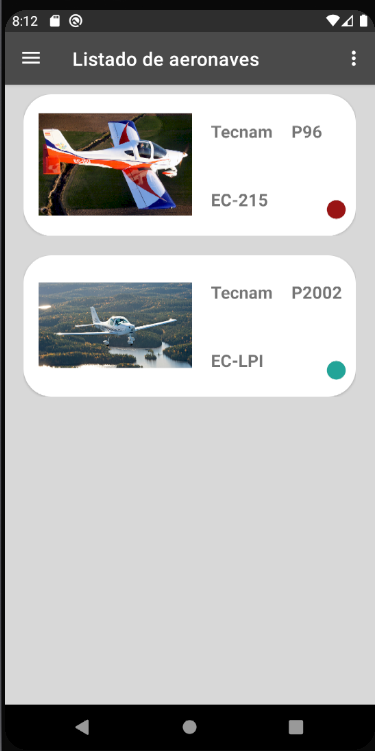 8:12
Listado de aeronaves
Tecnam P96
EC-215
Tecnam P2002
EC-LPI